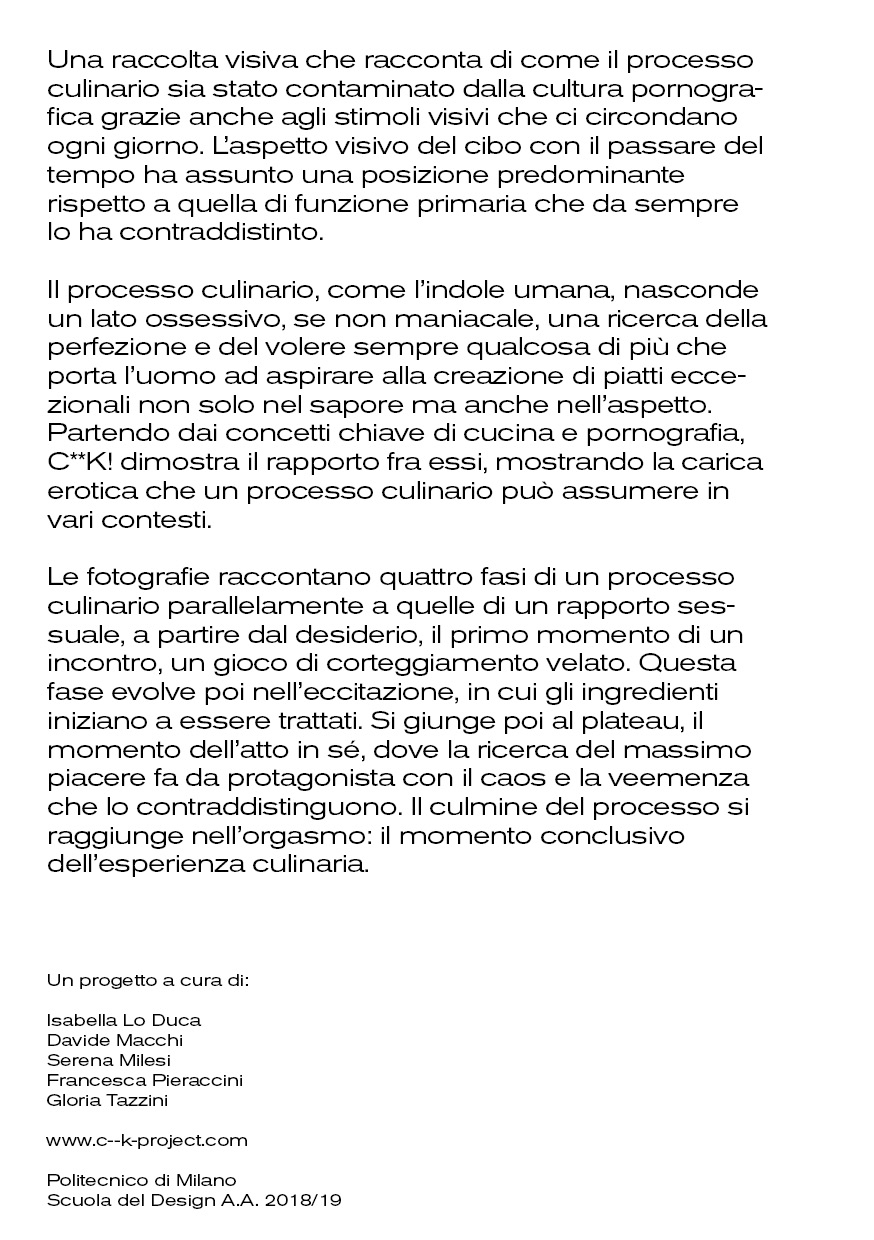 Una raccolta visiva che racconta di come il processo
culinario sia stato contaminato dalla cultura pornogra-
fica grazie anche agli stimoli visivi che ci circondano
ogni giorno. L’aspetto visivo del cibo con il passare del
tempo ha assunto una posizione predominante
rispetto a quella di funzione primaria che da sempre
lo ha contraddistinto.

Il processo culinario, come l’indole umana, nasconde
un lato ossessivo, se non maniacale, una ricerca della
perfezione e del volere sempre qualcosa di più che
porta l’uomo ad aspirare alla creazione di piatti ecce-
zionali non solo nel sapore ma anche nell’aspetto.
Partendo dai concetti chiave di cucina e pornografia,
C**K! dimostra il rapporto fra essi, mostrando la carica
erotica che un processo culinario può assumere in
vari contesti.

Le fotografie raccontano quattro fasi di un processo
culinario parallelamente a quelle di un rapporto ses-
suale, a partire dal desiderio, il primo momento di un
incontro, un gioco di corteggiamento velato. Questa
fase evolve poi nell’eccitazione, in cui gli ingredienti
iniziano a essere trattati. Si giunge poi al plateau, il
momento dell’atto in sé, dove la ricerca del massimo
piacere fa da protagonista con il caos e la veemenza
che lo contraddistinguono. Il culmine del processo si
raggiunge nell’orgasmo: il momento conclusivo
dell’esperienza culinaria.

Un progetto a cura di:

Isabella Lo Duca
Davide Macchi
Serena Milesi
Francesca Pieraccini
Gloria Tazzini

www.c--k-project.com

Politecnico di Milano
Scuola del Design A.A. 2018/19